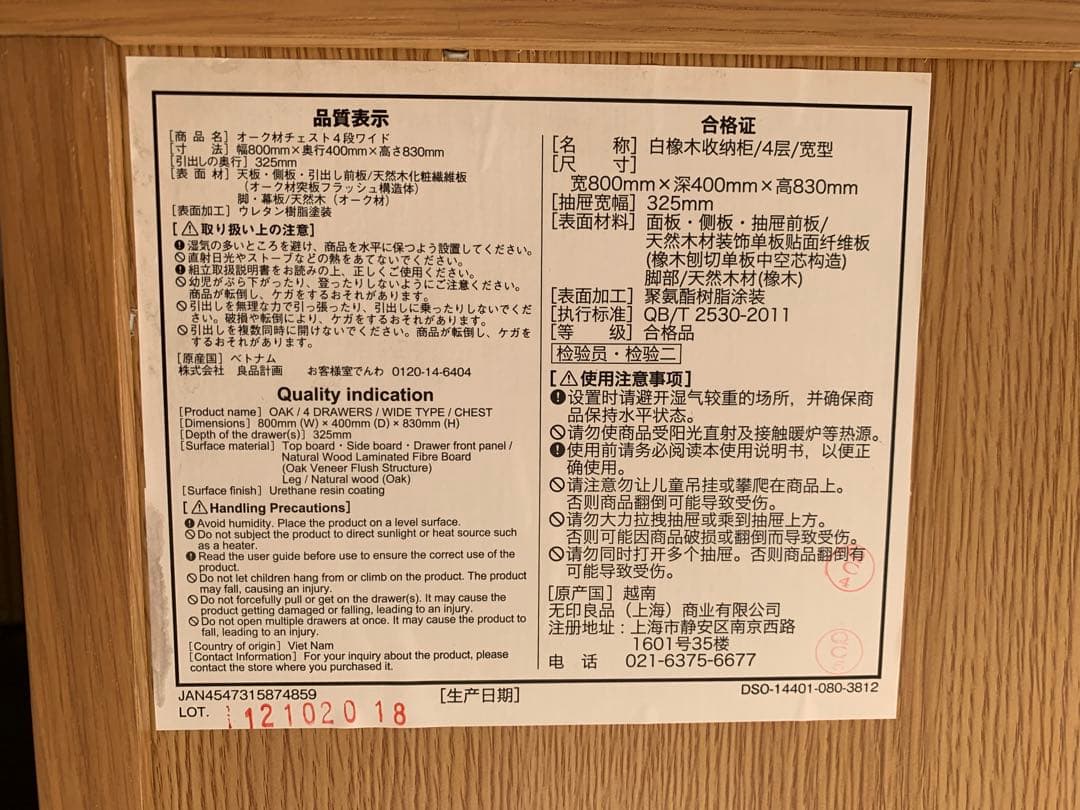 品質表示
[商 品 名] オーク材チェスト4段ワイド
[寸 法] 幅800mm×奥行400mm×高さ830mm
[引出しの奥行] 325mm
[表 面 材] 天板・側板・引出し前板/天然木化粧繊維板
(オーク材突板フラッシュ構造体)
脚・幕板/天然木(オーク材)
[表面加工] ウレタン樹脂塗装
[⚠取り扱い上の注意]
湿気の多いところを避け、商品を水平に保つよう設置してください。
直射日光やストーブなどの熱をあてないでください。
組立取扱説明書をお読みの上、正しくご使用ください。
幼児がぶら下がったり、登ったりしないようにご注意ください。
商品が転倒し、ケガをするおそれがあります。
引出しを無理な力で引っ張ったり、引出しに乗ったりしないでくだ
さい。破損や転倒により、ケガをするおそれがあります。
引出しを複数同時に開けないでください。商品が転倒し、ケガを
するおそれがあります。
[原産国] ベトナム
株式会社 良品計画 お客様室でんわ 0120-14-6404
Quality indication
[Product name] OAK / 4 DRAWERS / WIDE TYPE / CHEST
[Dimensions] 800mm (W) × 400mm (D) × 830mm (H)
[Depth of the drawer(s)] 325mm
[Surface material] Top board・Side board・Drawer front panel /
Natural Wood Laminated Fibre Board
(Oak Veneer Flush Structure)
Leg / Natural wood (Oak)
[Surface finish] Urethane resin coating
[⚠Handling Precautions]
Avoid humidity. Place the product on a level surface.
Do not subject the product to direct sunlight or heat source such
as a heater.
Read the user guide before use to ensure the correct use of the
product.
Do not let children hang from or climb on the product. The product
may fall, causing an injury.
Do not forcefully pull or get on the drawer(s). It may cause the
product getting damaged or falling, leading to an injury.
Do not open multiple drawers at once. It may cause the product to
fall, leading to an injury.
[Country of origin] Viet Nam
[Contact Information] For your inquiry about the product, please
contact the store where you purchased it.
合格证
[名 称] 白橡木收纳柜/4层/宽型
[尺 寸]
宽800mm×深400mm×高830mm
[抽屉宽幅] 325mm
[表面材料] 面板・侧板・抽屉前板/
天然木材装饰单板贴面纤维板
(橡木刨切单板中空芯构造)
脚部/天然木材(橡木)
[表面加工] 聚氨酯树脂涂装
[执行标准] QB/T 2530-2011
[等 级] 合格品
检验员・检验二
[⚠使用注意事项]
设置时请避开湿气较重的场所，并确保商
品保持水平状态。
请勿使商品受阳光直射及接触暖炉等热源。
使用前请务必阅读本使用说明书，以便正
确使用。
请注意勿让儿童吊挂或攀爬在商品上。
否则商品翻倒可能导致受伤。
请勿大力拉拽抽屉或乘到抽屉上方。
否则可能因商品破损或翻倒而导致受伤。
请勿同时打开多个抽屉。否则商品翻倒有
可能导致受伤。
[原产国] 越南
无印良品（上海）商业有限公司
注册地址：上海市静安区南京西路
1601号35楼
电 话 021-6375-6677
JAN4547315874859
[生产日期]
DSO-14401-080-3812
LOT. 121020 18